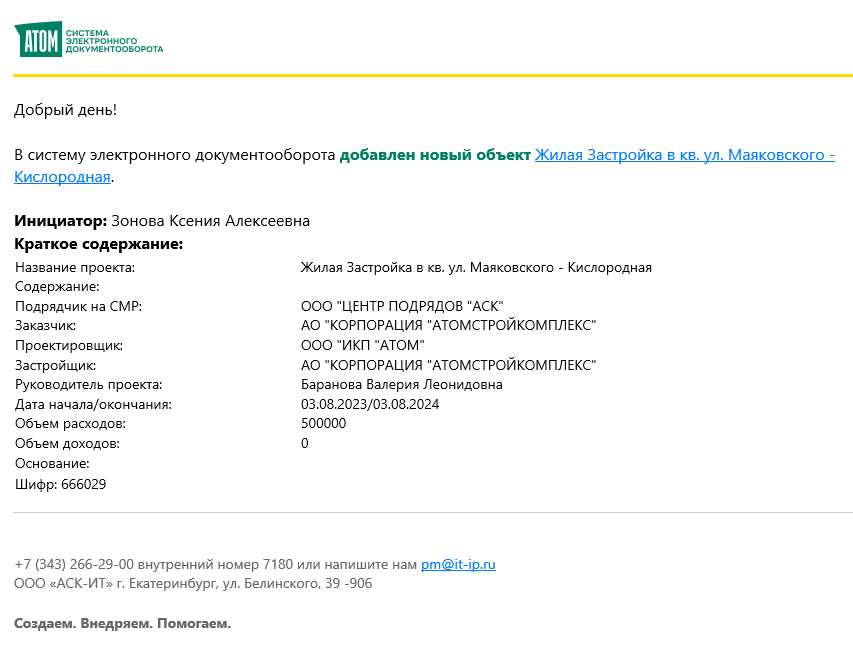 АТОМ СИСТЕМА
ЭЛЕКТРОННОГО
ДОКУМЕНТООБОРОТА
Добрый день!
В систему электронного документооборота добавлен новый объект Жилая Застройка в кв. ул. Маяковского -
Кислородная.
Инициатор: Зонова Ксения Алексеевна
Краткое содержание:
Название проекта: Жилая Застройка в кв. ул. Маяковского - Кислородная
Содержание:
Подрядчик на СМР: ООО "ЦЕНТР ПОДРЯДОВ "АСК"
Заказчик: АО "КОРПОРАЦИЯ "АТОМСТРОЙКОМПЛЕКС"
Проектировщик: ООО "ИКП "АТОМ"
Застройщик: АО "КОРПОРАЦИЯ "АТОМСТРОЙКОМПЛЕКС"
Руководитель проекта: Баранова Валерия Леонидовна
Дата начала/окончания: 03.08.2023/03.08.2024
Объем расходов: 500000
Объем доходов: 0
Основание:
Шифр: 666029
+7 (343) 266-29-00 внутренний номер 7180 или напишите нам pm@it-ip.ru
ООО «АСК-ИТ» г. Екатеринбург, ул. Белинского, 39 -906
Создаем. Внедряем. Помогаем.